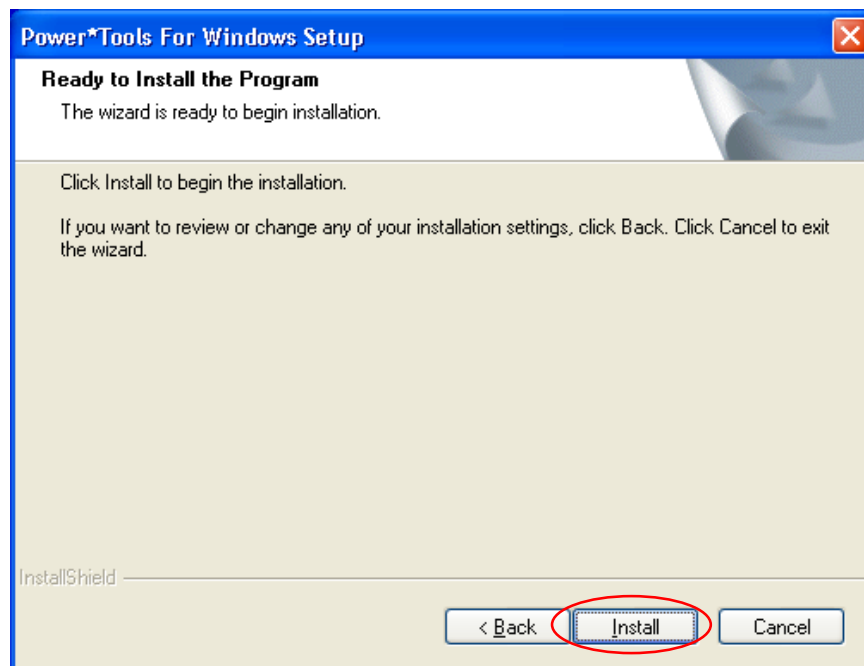 Power*Tools For Windows Setup
Ready to Install the Program
The wizard is ready to begin installation.
Click Install to begin the installation.
If you want to review or change any of your installation settings, click Back. Click Cancel to exit
the wizard.
InstallShield
< Back Install Cancel